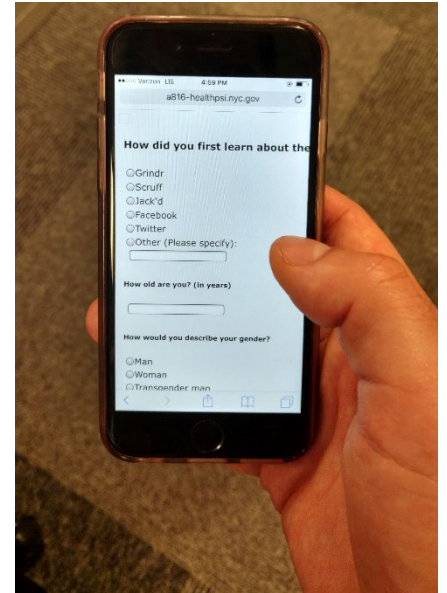 Verizon LTE 4:59 PM
a816-healthpsi.nyc.gov
How did you first learn about the
Grindr
Scruff
Jack'd
Facebook
Twitter
Other (Please specify):
How old are you? (in years)
How would you describe your gender?
Man
Woman
Transgender man